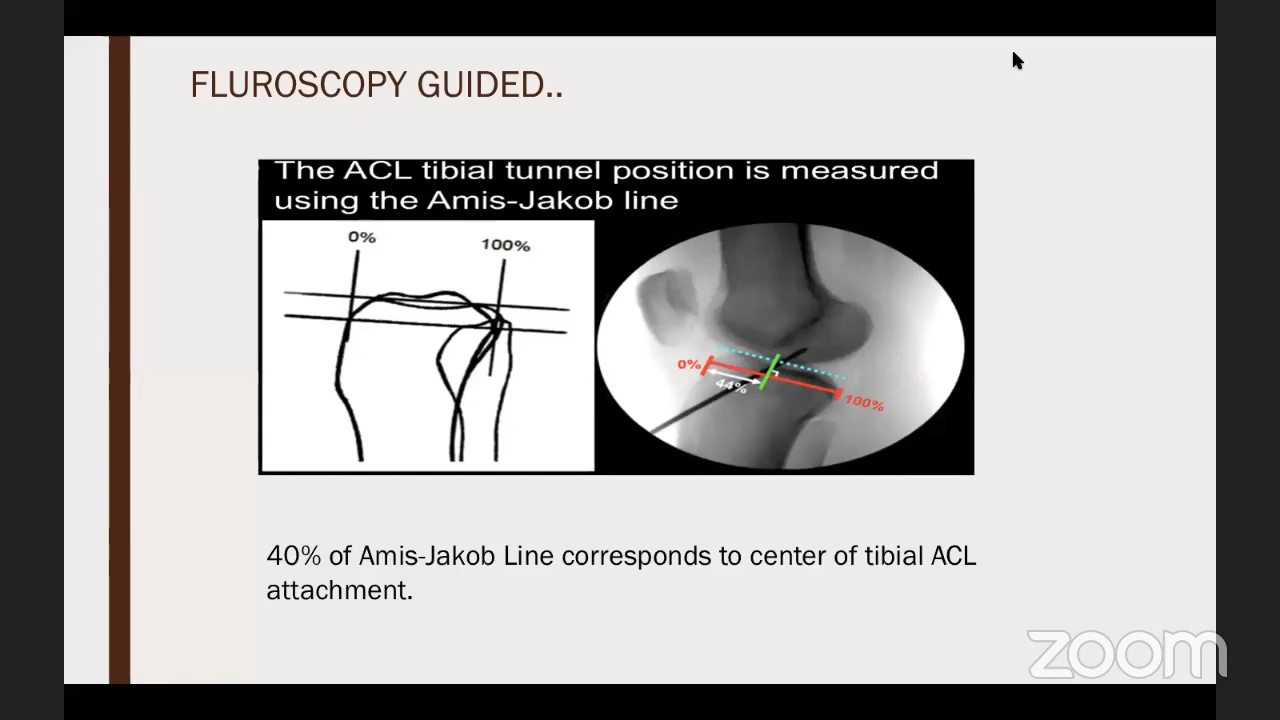 FLUROSCOPY GUIDED..
The ACL tibial tunnel position is measured
using the Amis-Jakob line
0%
100%
0%
44%
100%
40% of Amis-Jakob Line corresponds to center of tibial ACL
attachment.
zoom